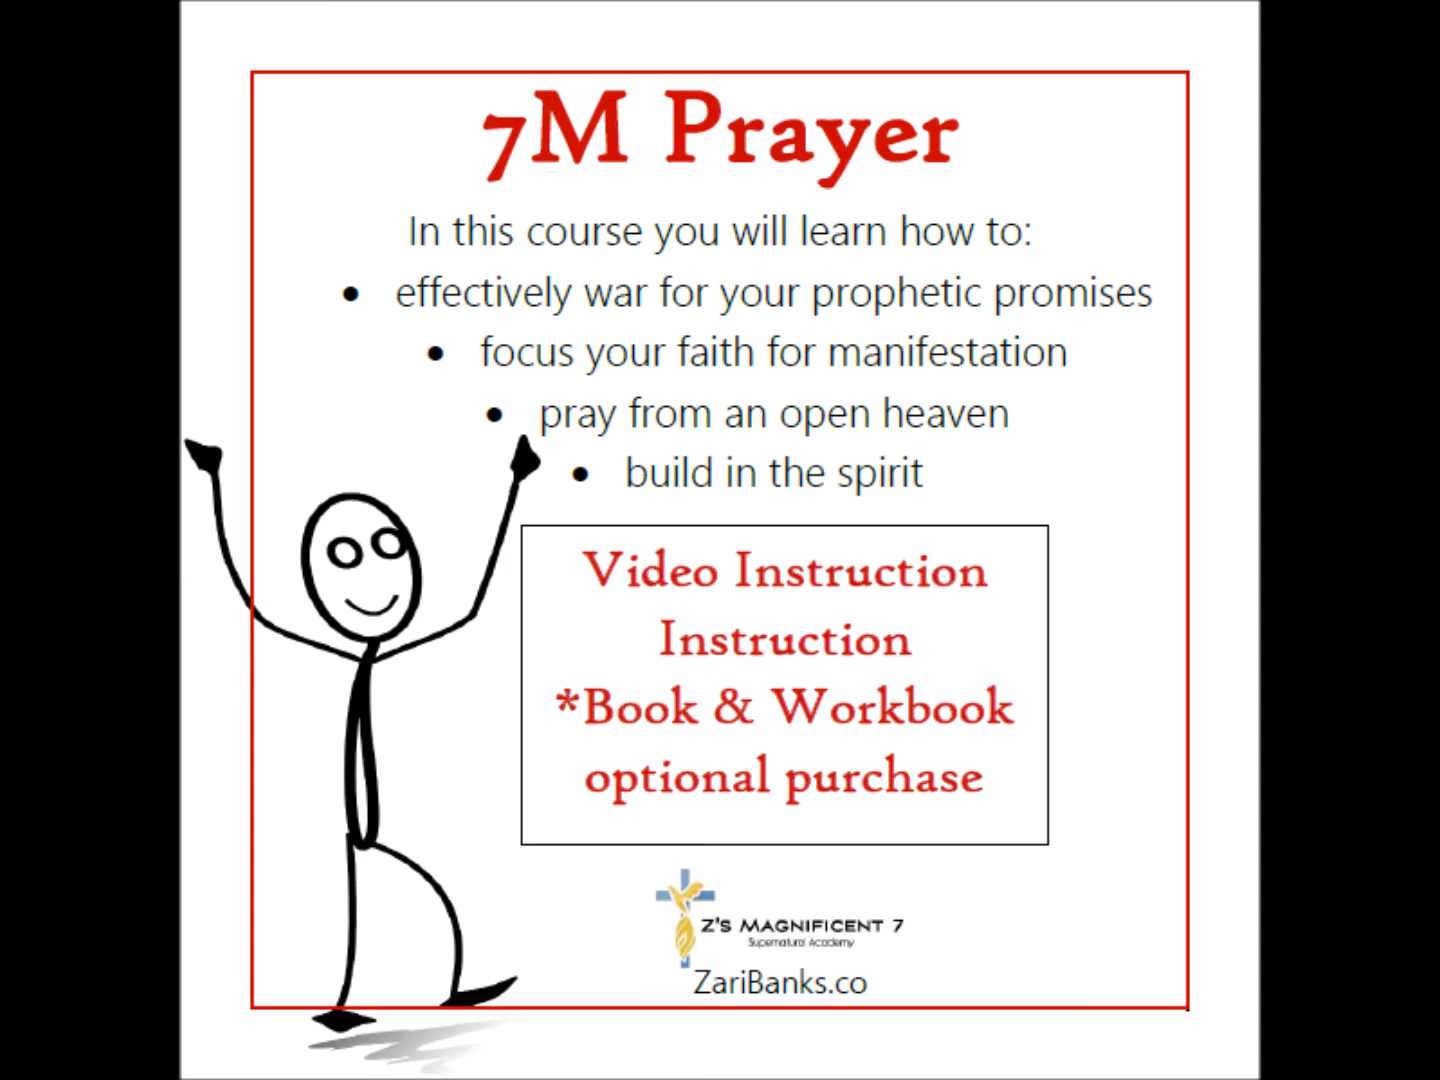 7M Prayer
In this course you will learn how to:
• effectively war for your prophetic promises
• focus your faith for manifestation
• pray from an open heaven
• build in the spirit
Video Instruction
Instruction
*Book & Workbook
optional purchase
Z's Magnificent 7
Supernatural Academy
ZariBanks.co